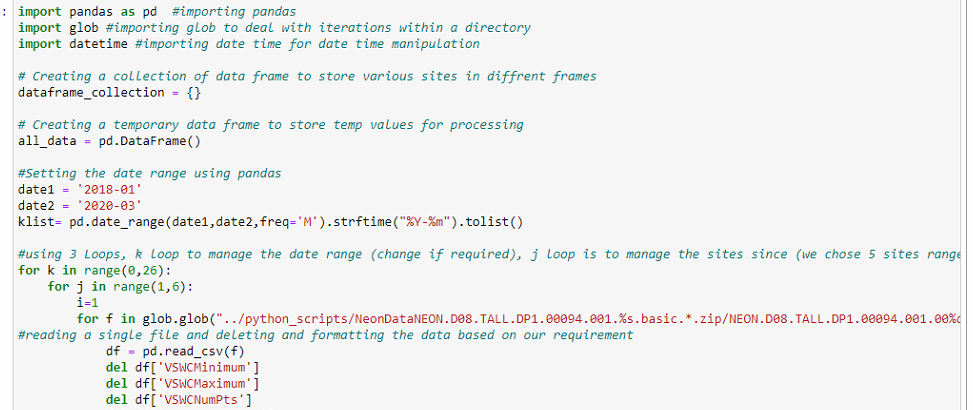 : import pandas as pd  #importing pandas
import glob #importing glob to deal with iterations within a directory
import datetime #importing date time for date time manipulation
# Creating a collection of data frame to store various sites in diffrent frames
dataframe_collection = {}
# Creating a temporary data frame to store temp values for processing
all_data = pd.DataFrame()
#Setting the date range using pandas
date1 = '2018-01'
date2 = '2020-03'
klist= pd.date_range(date1,date2,freq='M').strftime("%Y-%m").tolist()
#using 3 Loops, k loop to manage the date range (change if required), j loop is to manage the sites since (we chose 5 sites range
for k in range(0,26):
    for j in range(1,6):
        i=1
        for f in glob.glob("../python_scripts/NeonDataNEON.D08.TALL.DP1.00094.001.%s.basic.*.zip/NEON.D08.TALL.DP1.00094.001.00%d
#reading a single file and deleting and formatting the data based on our requirement
            df = pd.read_csv(f)
            del df['VSWCMinimum']
            del df['VSWCMaximum']
            del df['VSWCNumPts']